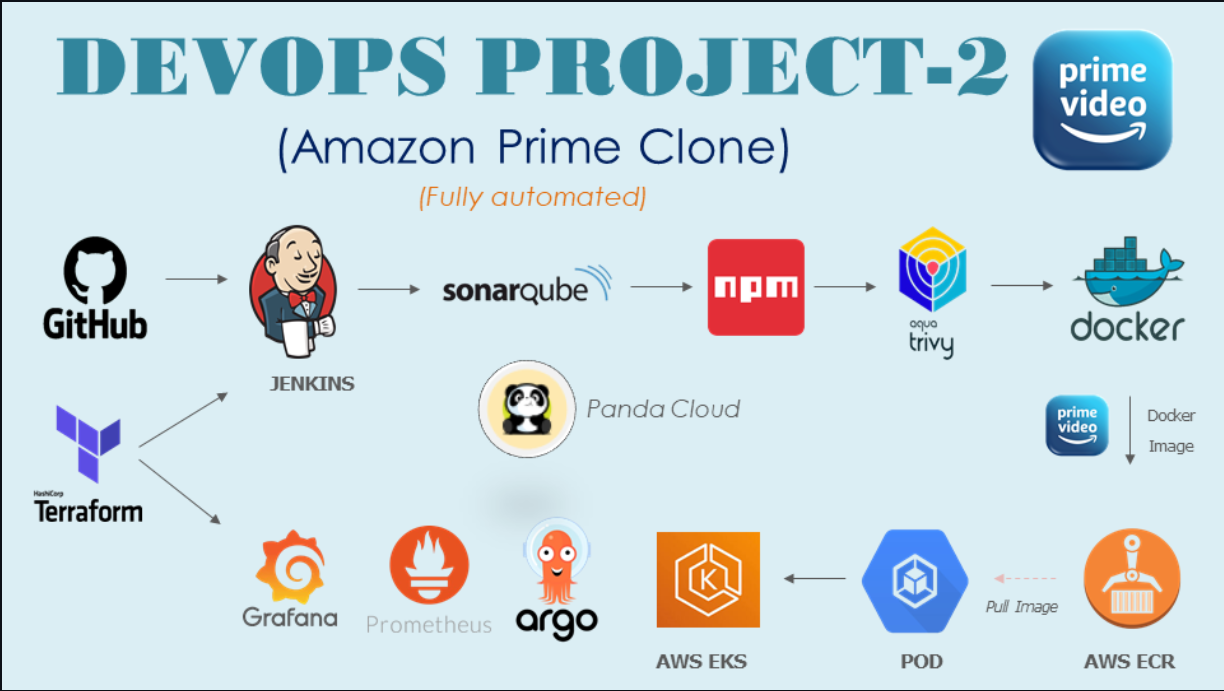 DEVOPS PROJECT-2
prime
video
(Amazon Prime Clone)
(Fully automated)
GitHub
JENKINS
sonarqube
npm
aqua
trivy
docker
Panda Cloud
prime
video
Docker
Image
HashiCorp
Terraform
Grafana
Prometheus
argo
K
AWS EKS
POD
Pull Image
AWS ECR